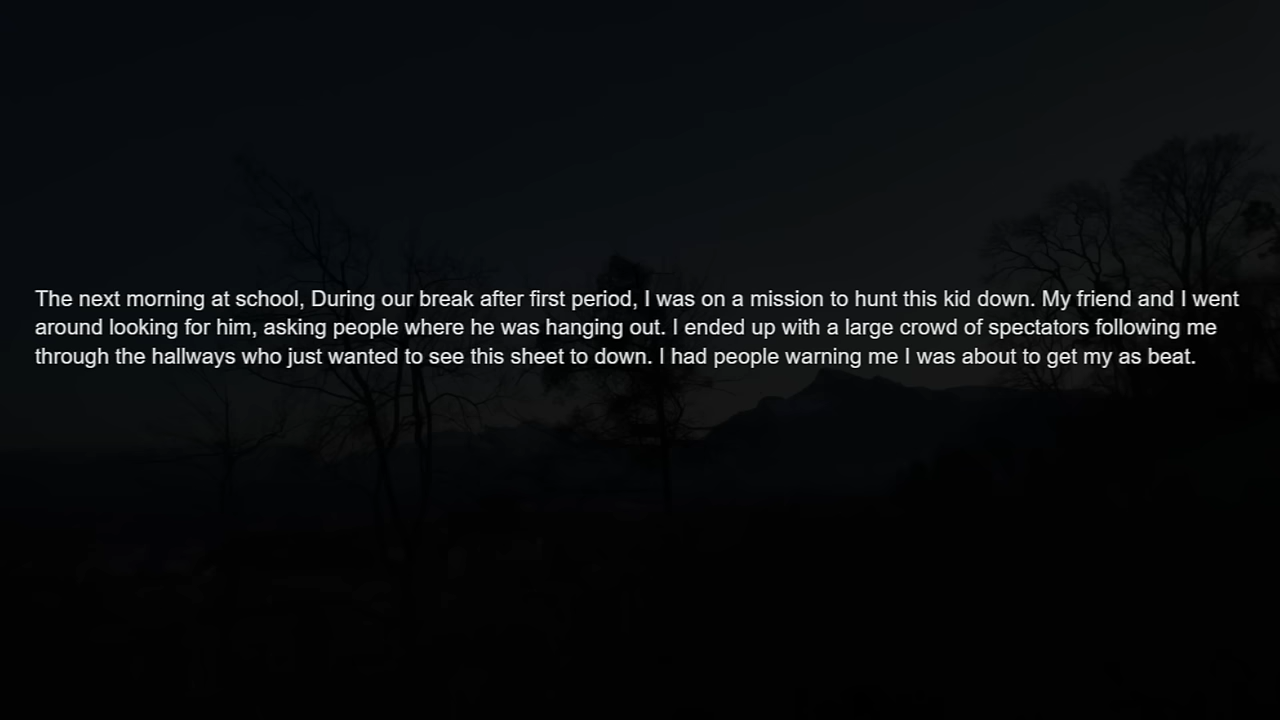 The next morning at school, During our break after first period, I was on a mission to hunt this kid down. My friend and I went
around looking for him, asking people where he was hanging out. I ended up with a large crowd of spectators following me
through the hallways who just wanted to see this sheet to down. I had people warning me I was about to get my as beat.